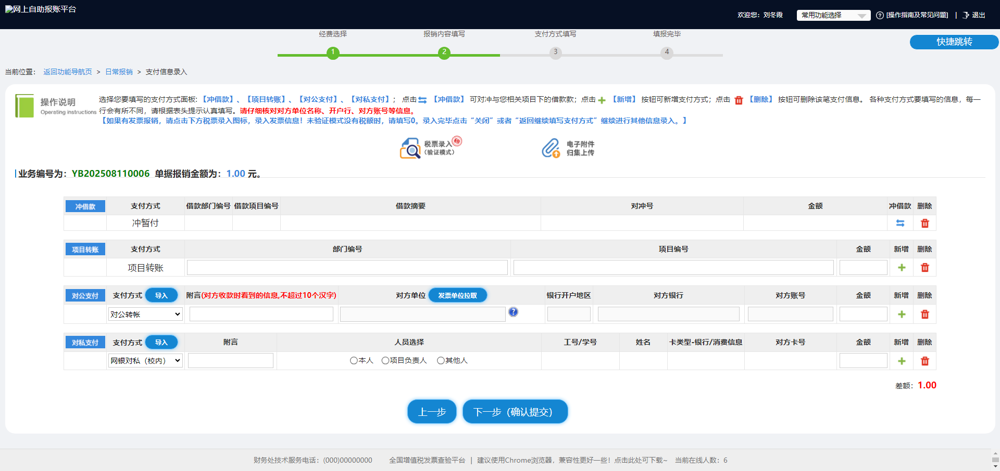 网上自助报账平台
欢迎您：刘冬霞 常用功能选择 [操作指南及常见问题] | 退出
经费选择 报销内容填写 支付方式填写 填报完毕
1 2 3 4
快捷跳转
当前位置： 返回功能导航页 > 日常报销 > 支付信息录入
操作说明
Operating instructions
选择您要填写的支付方式面板:【冲借款】、【项目转账】、【对公支付】、【对私支付】； 点击 【冲借款】 可对冲与您相关项目下的借款款；点击 【新增】 按钮可新增支付方式；点击 【删除】 按钮可删除该笔支付信息。 各种支付方式要填写的信息，每一
行会有所不同，请根据表头提示认真填写。请仔细核对对方单位名称、开户行、对方账号等信息。
【如果有发票报销，请点击下方税票录入图标，录入发票信息！未验证模式没有税额时，请填写0。录入完毕点击“关闭”或者“返回继续填写支付方式”继续进行其他信息录入。】
税票录入
（验证模式）
电子附件
归集上传
业务编号为：YB202508110006 单据报销金额为：1.00 元。
冲借款 支付方式 借款部门编号 借款项目编号 借款摘要 对冲号 金额 冲借款 删除
冲暂付
项目转账 支付方式 部门编号 项目编号 金额 新增 删除
项目转账
对公支付 支付方式 导入 附言(对方收款时看到的信息,不超过10个汉字) 对方单位 发票单位拉取 银行开户地区 对方银行 对方账号 金额 新增 删除
对公转帐
对私支付 支付方式 导入 附言 人员选择 工号/学号 姓名 卡类型-银行/消费信息 对方卡号 金额 新增 删除
网银对私（校内） 本人 项目负责人 其他人
差额：1.00
上一步 下一步（确认提交）
财务处技术服务电话：(000)00000000 全国增值税发票查验平台 | 建议使用Chrome浏览器，兼容性更好一些！点击此处可下载~ 当前在线人数：6